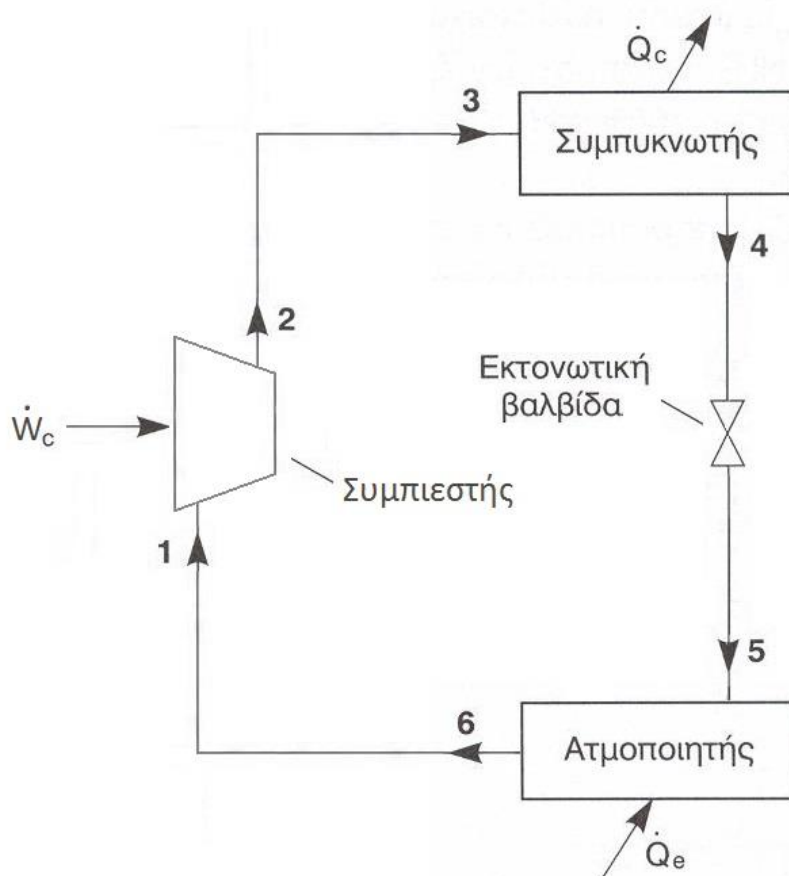 Q̇c
3
Συμπυκνωτής
4
2
Εκτονωτική
βαλβίδα
Ẇc
Συμπιεστής
1
5
6
Ατμοποιητής
Q̇e